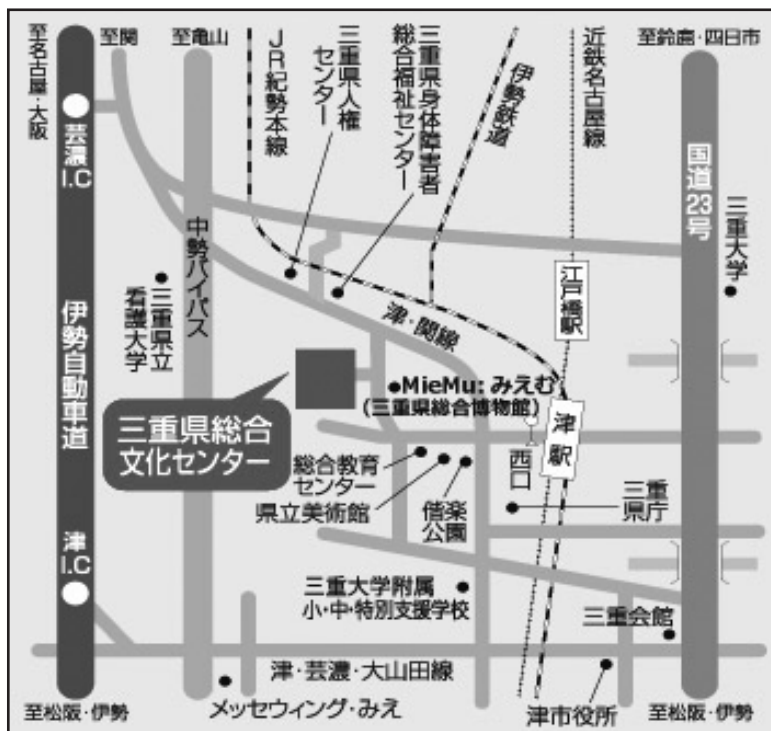 至名古屋・大阪
至関
至亀山
JR紀勢本線
三重県人権
センター
三重県身体障害者
総合福祉センター
伊勢鉄道
近鉄名古屋線
至鈴鹿・四日市
芸濃
I.C
国道23号
三重大学
中勢バイパス
三重県立
看護大学
江戸橋駅
津・関線
伊勢自動車道
MieMu:みえむ
(三重県総合博物館)
三重県総合
文化センター
津駅
西口
総合教育
センター
県立美術館
偕楽
公園
三重
県庁
津
I.C
三重大学附属
小・中・特別支援学校
三重会館
津・芸濃・大山田線
メッセウィング・みえ
津市役所
至松阪・伊勢
至松阪・伊勢